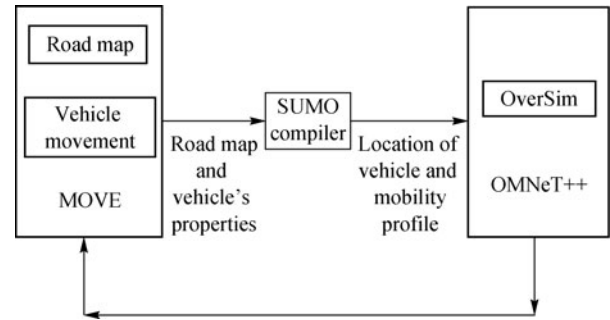 Road map
Vehicle
movement
MOVE
Road map
and
vehicle's
properties
SUMO
compiler
Location of
vehicle and
mobility
profile
OverSim
OMNeT++